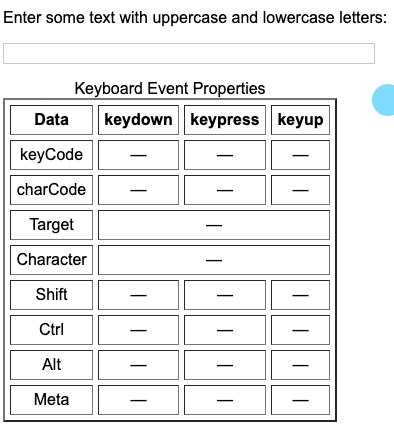 Enter some text with uppercase and lowercase letters:
Keyboard Event Properties
Data keydown keypress keyup
keyCode — — —
charCode — — —
Target —
Character —
Shift — — —
Ctrl — — —
Alt — — —
Meta — — —